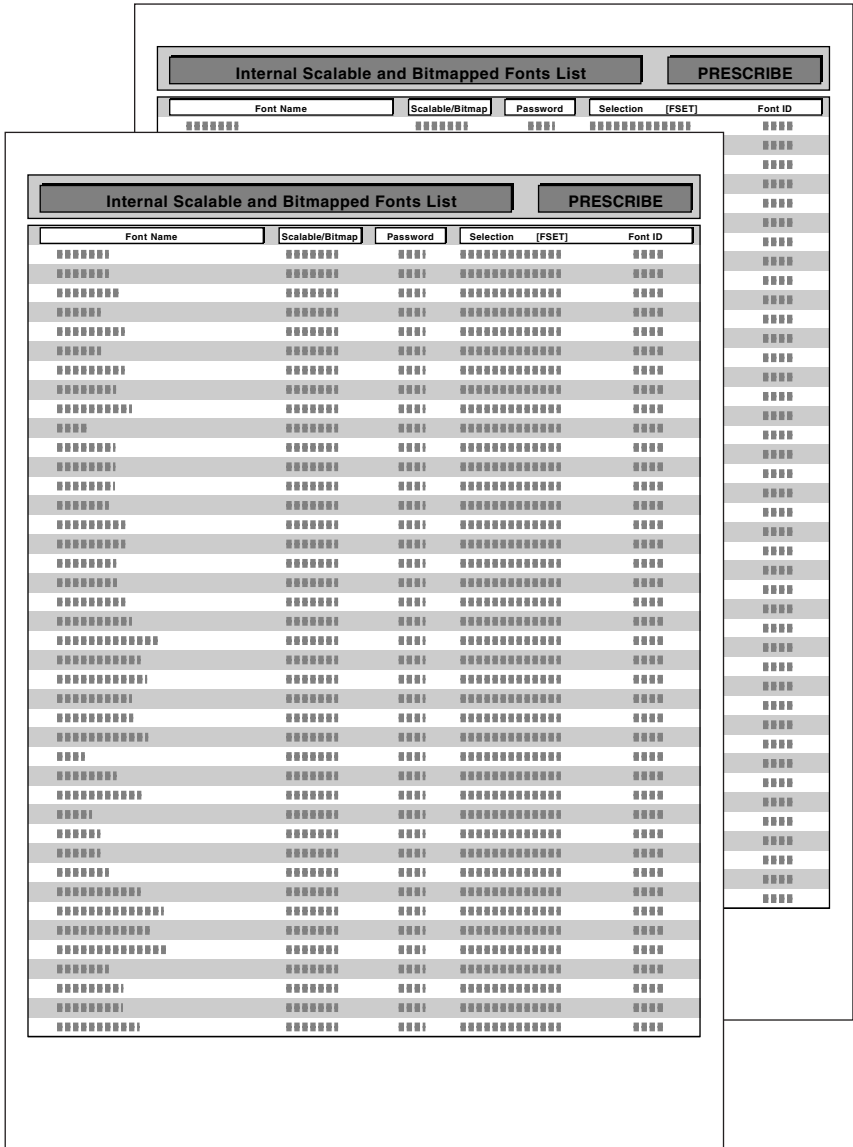 Internal Scalable and Bitmapped Fonts List PRESCRIBE
Font Name Scalable/Bitmap Password Selection [FSET] Font ID
Internal Scalable and Bitmapped Fonts List PRESCRIBE
Font Name Scalable/Bitmap Password Selection [FSET] Font ID